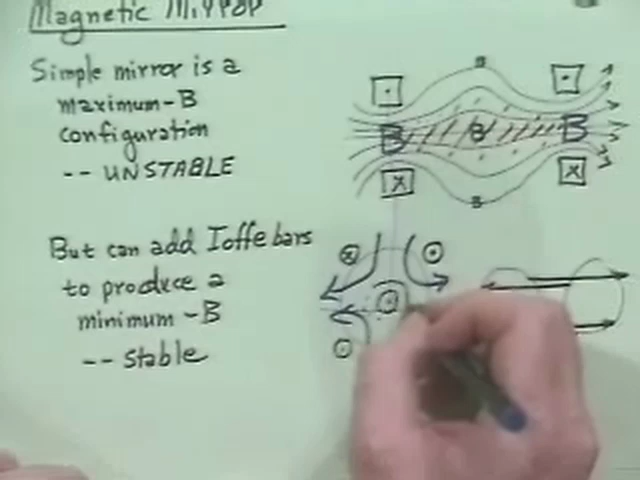 Magnetic Mirror
Simple mirror is a
maximum-B
configuration
-- UNSTABLE
B B B
B
B
x
But can add Ioffe bars
to produce a
minimum-B
-- Stable